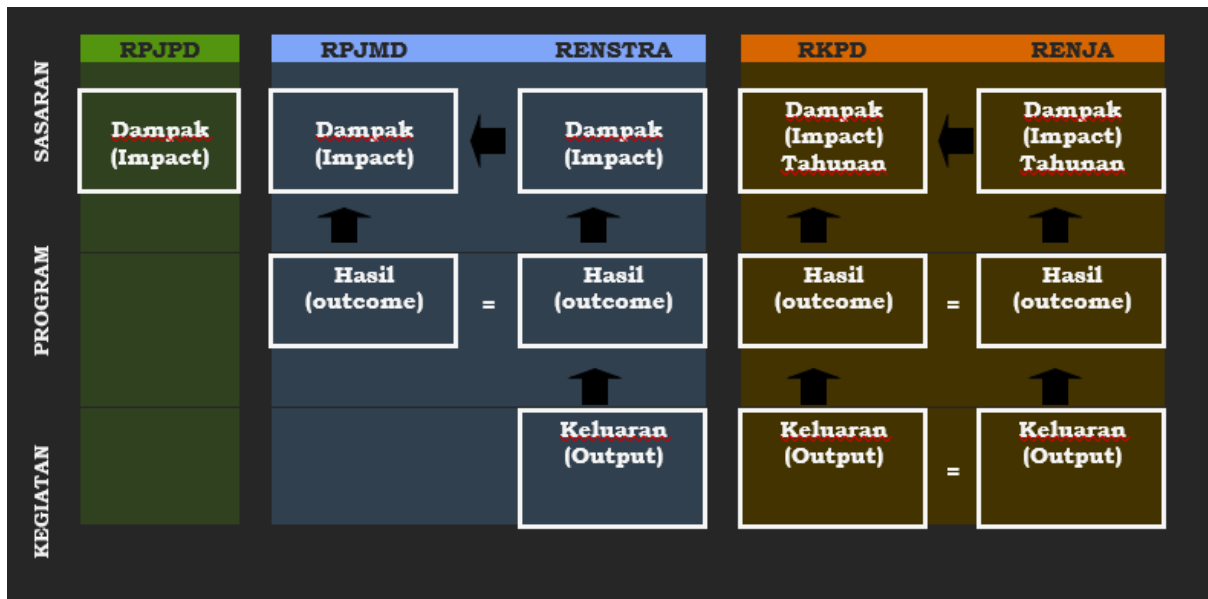 RPJPD
RPJMD
RENSTRA
RKPD
RENJA
SASARAN
Dampak
(Impact)
Dampak
(Impact)
Dampak
(Impact)
Dampak
(Impact)
Tahunan
Dampak
(Impact)
Tahunan
PROGRAM
Hasil
(outcome)
=
Hasil
(outcome)
Hasil
(outcome)
=
Hasil
(outcome)
KEGIATAN
Keluaran
(Output)
Keluaran
(Output)
=
Keluaran
(Output)